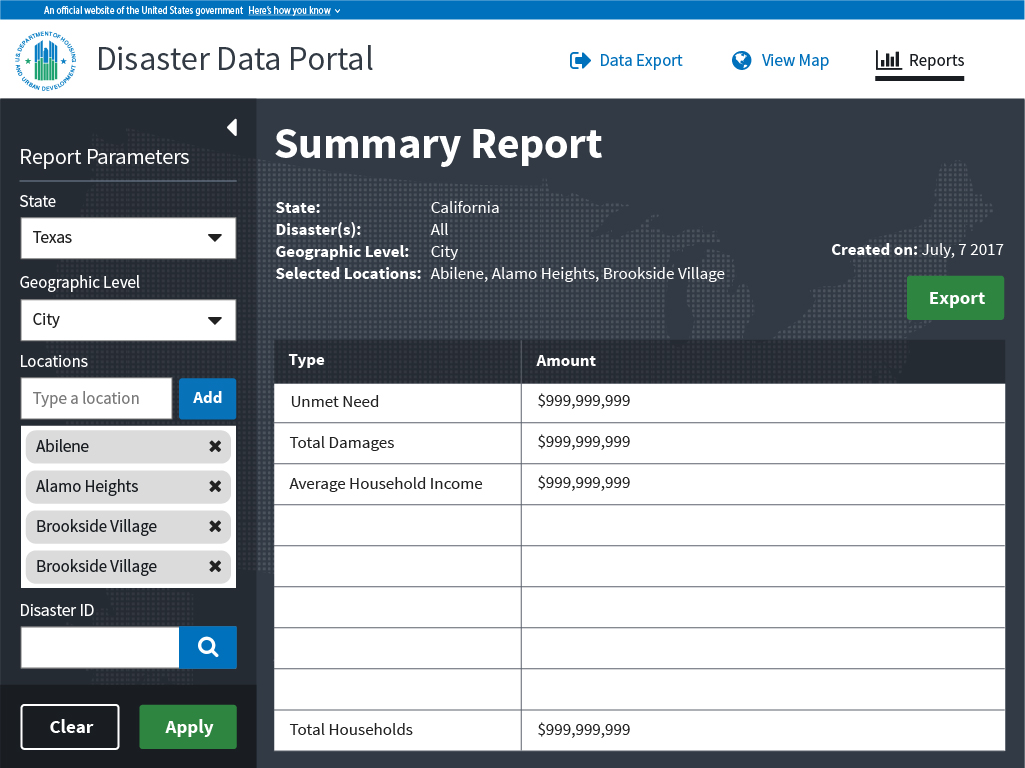 An official website of the United States government Here's how you know
U.S. DEPARTMENT OF HOUSING
AND URBAN DEVELOPMENT
Disaster Data Portal
Data Export
View Map
Reports
Report Parameters
State
Texas
Geographic Level
City
Locations
Type a location
Add
Abilene
Alamo Heights
Brookside Village
Brookside Village
Disaster ID
Clear
Apply
Summary Report
State: California
Disaster(s): All
Geographic Level: City
Selected Locations: Abilene, Alamo Heights, Brookside Village
Created on: July, 7 2017
Export
Type Amount
Unmet Need $999,999,999
Total Damages $999,999,999
Average Household Income $999,999,999
Total Households $999,999,999